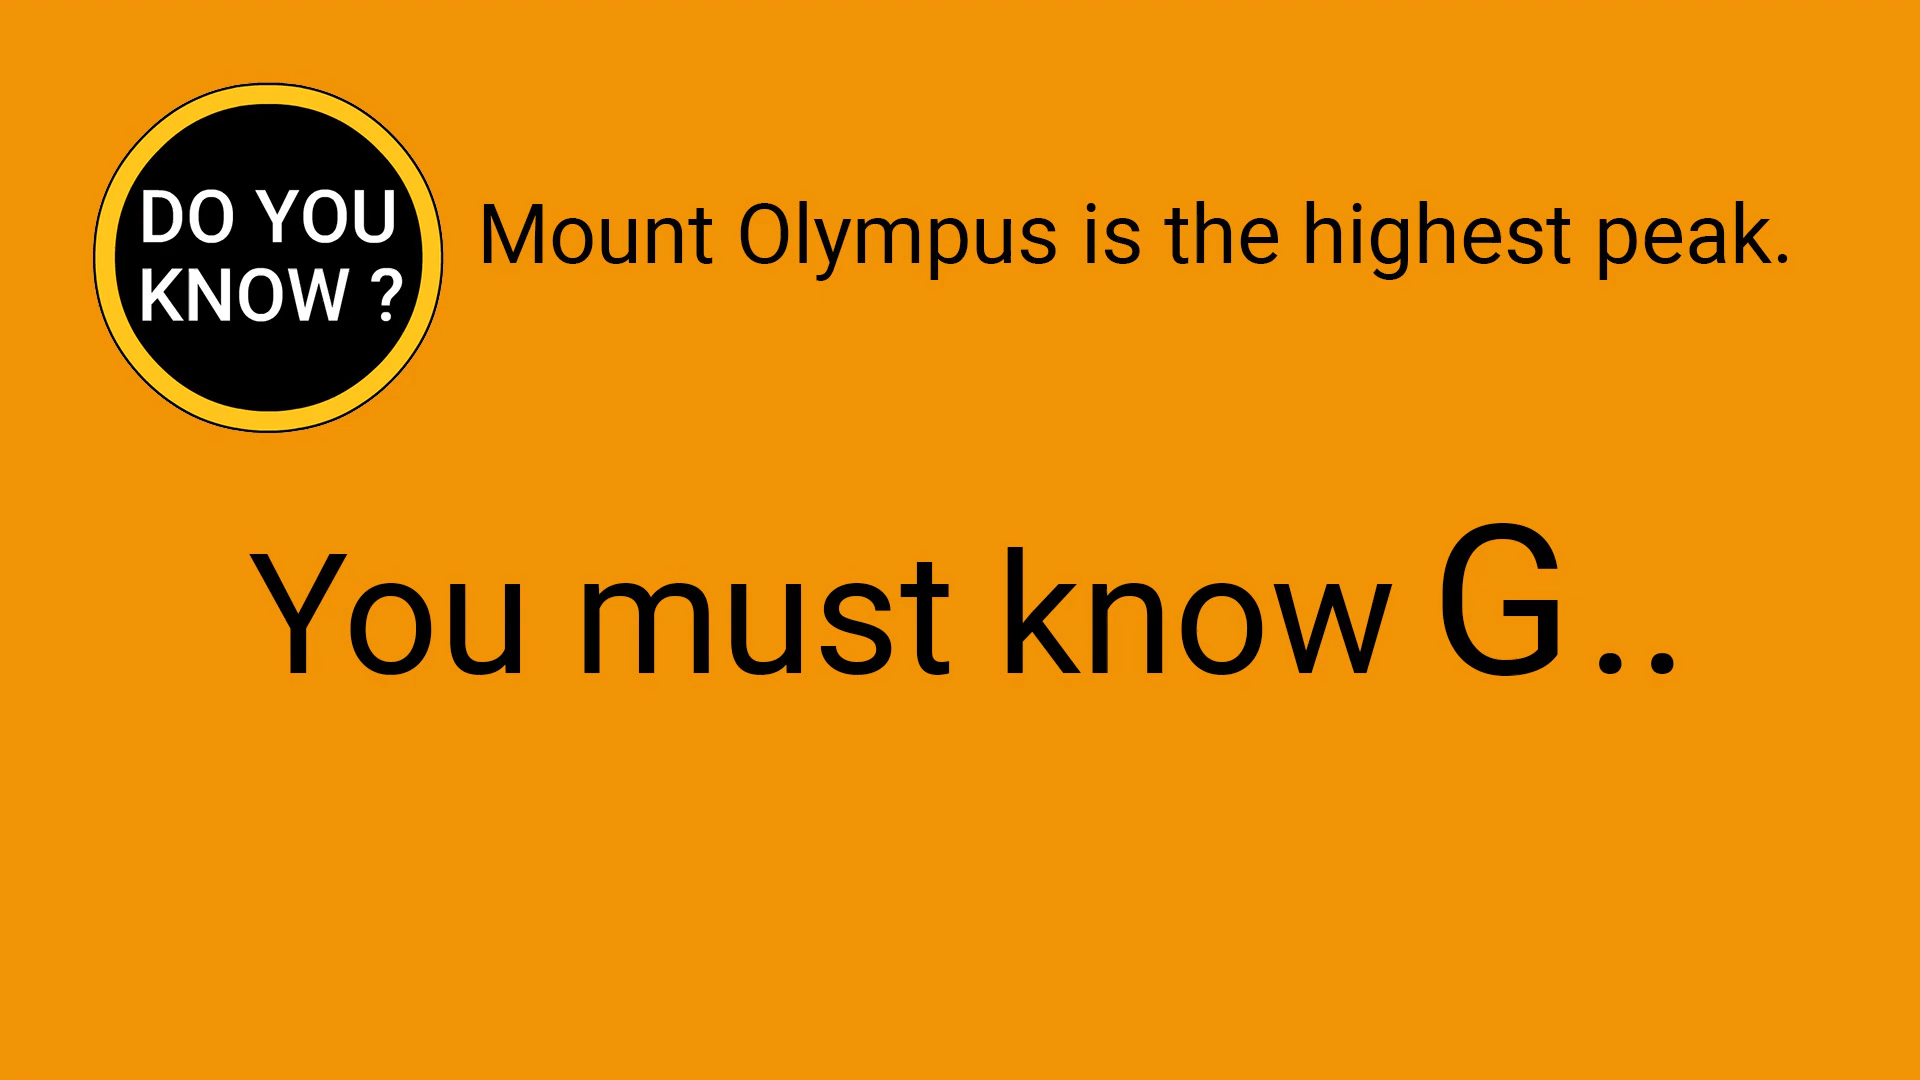 DO YOU
KNOW ?
Mount Olympus is the highest peak.
You must know G..